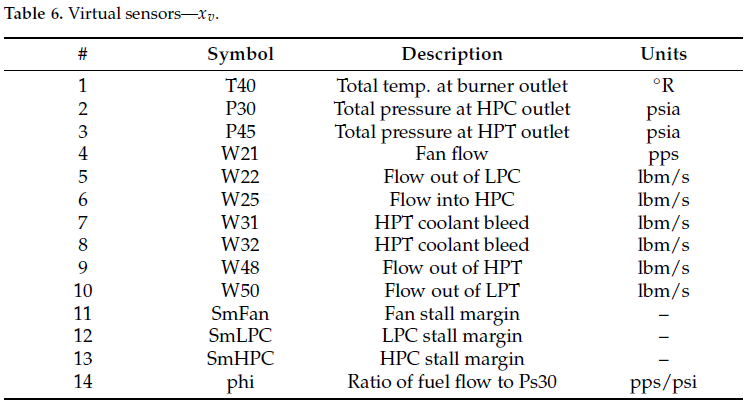 Table 6. Virtual sensors—xᵥ.
# Symbol Description Units
1 T40 Total temp. at burner outlet °R
2 P30 Total pressure at HPC outlet psia
3 P45 Total pressure at HPT outlet psia
4 W21 Fan flow pps
5 W22 Flow out of LPC lbm/s
6 W25 Flow into HPC lbm/s
7 W31 HPT coolant bleed lbm/s
8 W32 HPT coolant bleed lbm/s
9 W48 Flow out of HPT lbm/s
10 W50 Flow out of LPT lbm/s
11 SmFan Fan stall margin –
12 SmLPC LPC stall margin –
13 SmHPC HPC stall margin –
14 phi Ratio of fuel flow to Ps30 pps/psi